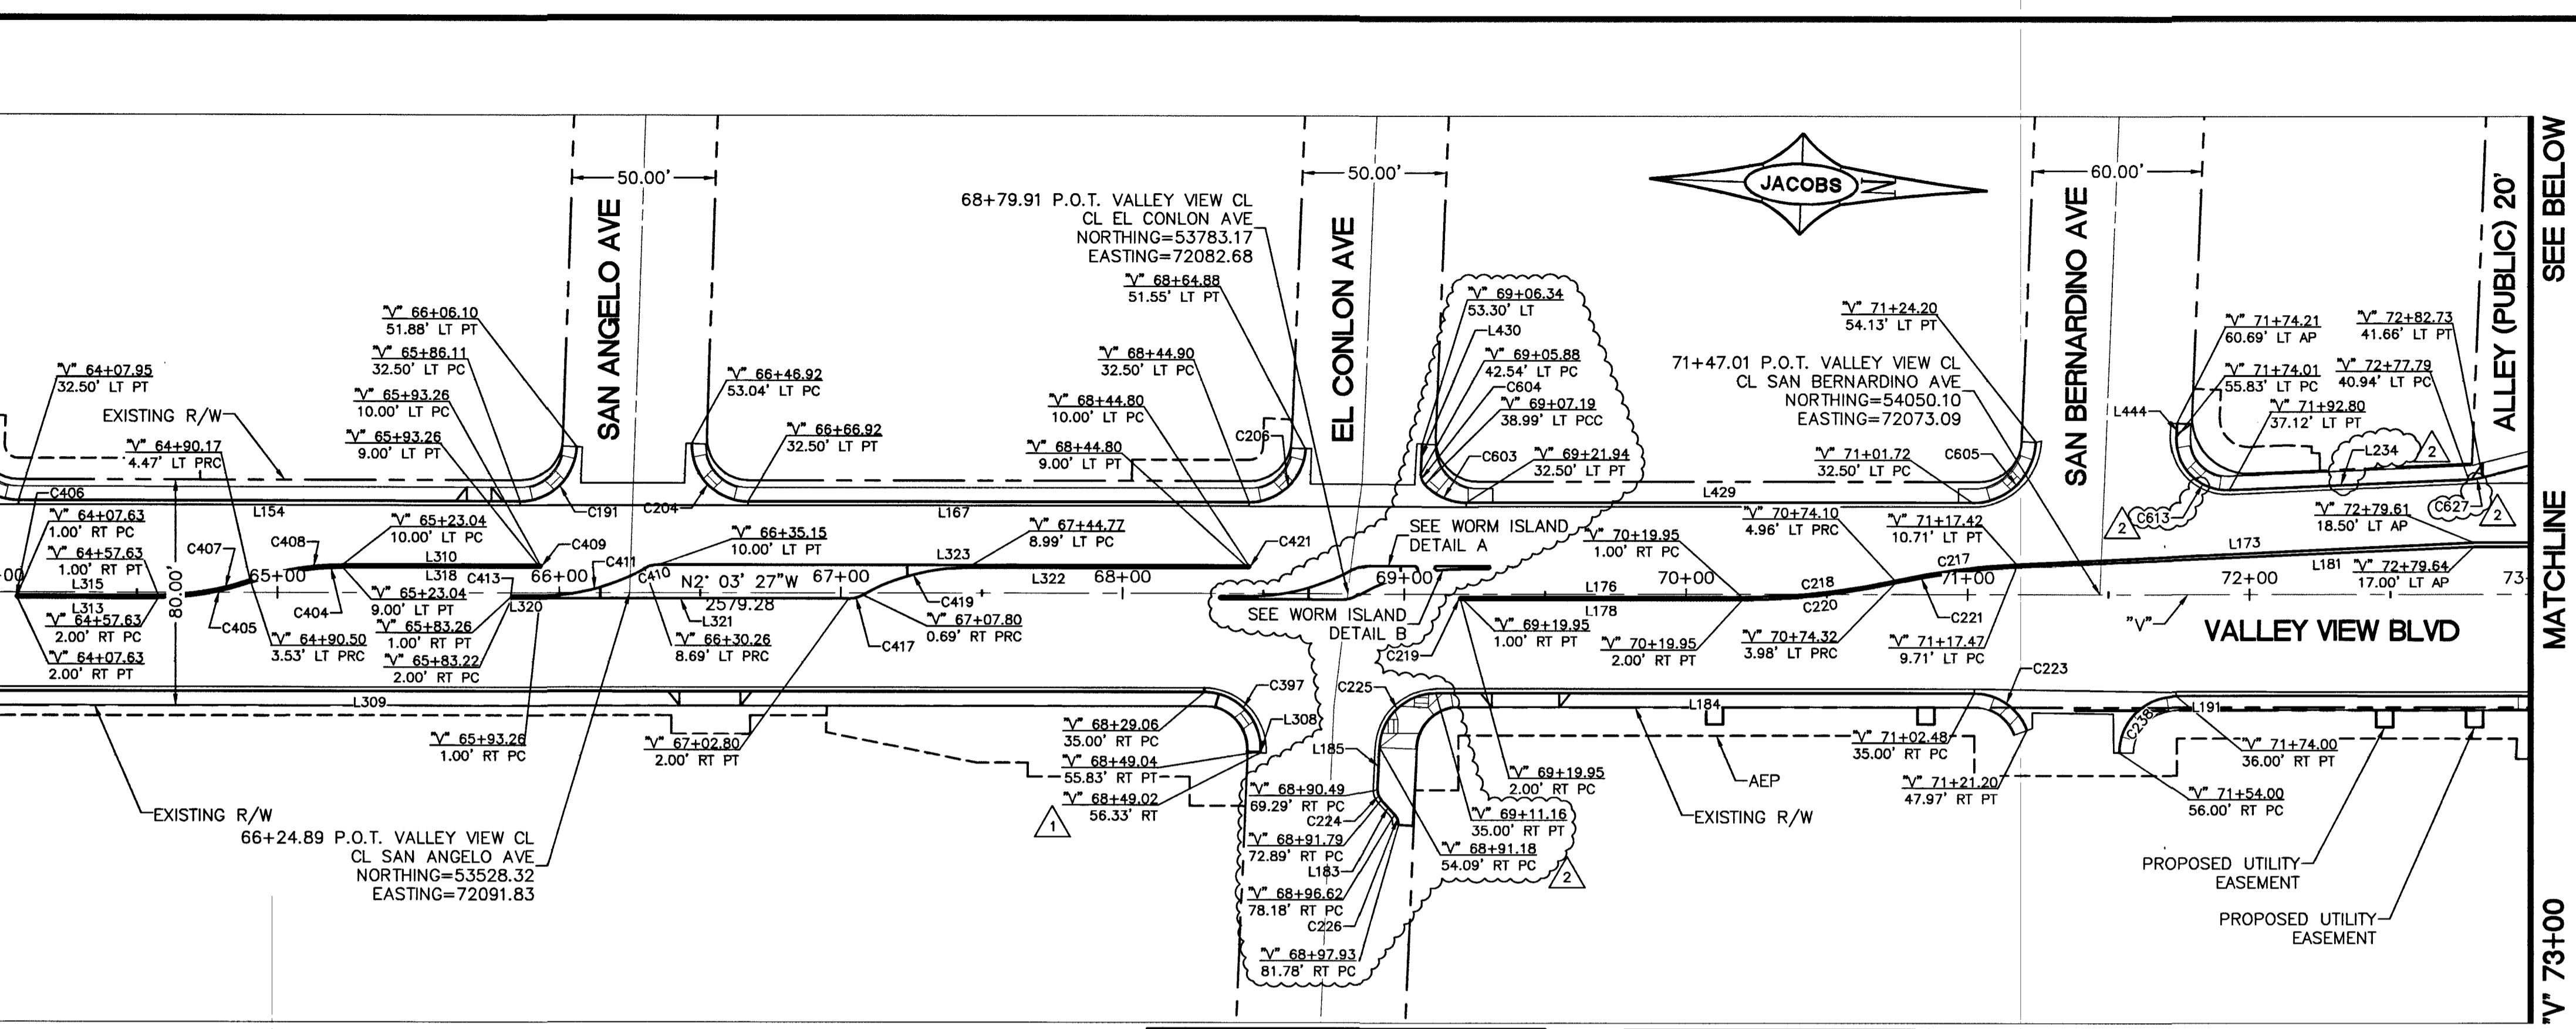 SAN ANGELO AVE
50.00'
EL CONLON AVE
50.00'
JACOBS
N
SAN BERNARDINO AVE
60.00'
ALLEY (PUBLIC) 20'
SEE BELOW
MATCHLINE
"V" 73+00
68+79.91 P.O.T. VALLEY VIEW CL
CL EL CONLON AVE
NORTHING=53783.17
EASTING=72082.68
"V" 68+64.88
51.55' LT PT
"V" 66+06.10
51.88' LT PT
"V" 65+86.11
32.50' LT PC
"V" 65+93.26
10.00' LT PC
"V" 65+93.26
9.00' LT PT
"V" 64+07.95
32.50' LT PT
EXISTING R/W
"V" 64+90.17
4.47' LT PRC
"V" 66+46.92
53.04' LT PT
"V" 66+66.92
32.50' LT PT
"V" 68+44.90
32.50' LT PC
"V" 68+44.80
10.00' LT PC
"V" 68+44.80
9.00' LT PT
C206
"V" 69+06.34
53.30' LT
L430
"V" 69+05.88
42.54' LT PC
C604
"V" 69+07.19
38.99' LT PCC
C603
"V" 69+21.94
32.50' LT PT
"V" 71+24.20
54.13' LT PT
71+47.01 P.O.T. VALLEY VIEW CL
CL SAN BERNARDINO AVE
NORTHING=54050.10
EASTING=72073.09
"V" 71+01.72
32.50' LT PC
C605
L429
"V" 71+74.21
60.69' LT AP
"V" 71+74.01
55.83' LT PC
L444
"V" 71+92.80
37.12' LT PT
"V" 72+82.73
41.66' LT PT
"V" 72+77.79
40.94' LT PC
L234
2
C613
2
C627
2
"V" 72+79.61
18.50' LT AP
L173
L181
"V" 72+79.64
17.00' LT AP
C406
"V" 64+07.63
1.00' RT PC
"V" 64+57.63
1.00' RT PT
L315
L313
"V" 64+57.63
2.00' RT PC
"V" 64+07.63
2.00' RT PT
80.00'
L154
C407
C408
C405
C404
65+00
"V" 65+23.04
10.00' LT PC
L310
L318
"V" 65+23.04
9.00' LT PT
"V" 64+90.50
3.53' LT PRC
"V" 65+83.26
1.00' RT PT
"V" 65+83.22
2.00' RT PC
C413
L320
66+00
C409
C411
C410
C191
C204
L167
"V" 66+35.15
10.00' LT PT
N2° 03' 27"W
2579.28
L321
"V" 66+30.26
8.69' LT PRC
67+00
L323
L322
"V" 67+44.77
8.99' LT PC
C419
"V" 67+07.80
0.69' RT PRC
C417
68+00
C421
SEE WORM ISLAND
DETAIL A
69+00
SEE WORM ISLAND
DETAIL B
C219
"V" 69+19.95
1.00' RT PT
"V" 70+19.95
1.00' RT PC
L176
L178
"V" 70+19.95
2.00' RT PT
70+00
"V" 70+74.10
4.96' LT PRC
C218
C220
"V" 70+74.32
3.98' LT PRC
"V" 71+17.42
10.71' LT PT
C217
71+00
C221
"V" 71+17.47
9.71' LT PC
72+00
"V"
VALLEY VIEW BLVD
L309
"V" 65+93.26
1.00' RT PC
"V" 67+02.80
2.00' RT PT
EXISTING R/W
66+24.89 P.O.T. VALLEY VIEW CL
CL SAN ANGELO AVE
NORTHING=53528.32
EASTING=72091.83
C397
L308
"V" 68+29.06
35.00' RT PC
"V" 68+49.04
55.83' RT PT
"V" 68+49.02
56.33' RT
1
C225
L185
"V" 68+90.49
69.29' RT PC
C224
"V" 68+91.79
72.89' RT PC
L183
"V" 68+96.62
78.18' RT PC
C226
"V" 68+97.93
81.78' RT PC
"V" 69+19.95
2.00' RT PC
"V" 69+11.16
35.00' RT PT
"V" 68+91.18
54.09' RT PC
2
L184
AEP
EXISTING R/W
C223
"V" 71+02.48
35.00' RT PC
"V" 71+21.20
47.97' RT PT
C238
L191
"V" 71+74.00
36.00' RT PT
"V" 71+54.00
56.00' RT PC
PROPOSED UTILITY
EASEMENT
PROPOSED UTILITY
EASEMENT